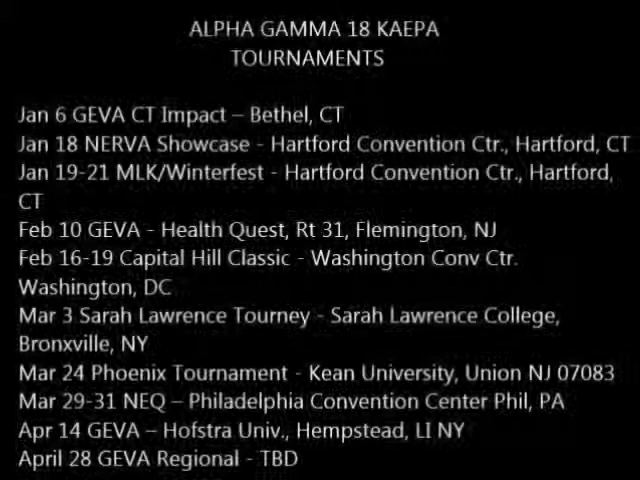 ALPHA GAMMA 18 KAEPA
TOURNAMENTS
Jan 6 GEVA CT Impact – Bethel, CT
Jan 18 NERVA Showcase - Hartford Convention Ctr., Hartford, CT
Jan 19-21 MLK/Winterfest - Hartford Convention Ctr., Hartford,
CT
Feb 10 GEVA - Health Quest, Rt 31, Flemington, NJ
Feb 16-19 Capital Hill Classic - Washington Conv Ctr.
Washington, DC
Mar 3 Sarah Lawrence Tourney - Sarah Lawrence College,
Bronxville, NY
Mar 24 Phoenix Tournament - Kean University, Union NJ 07083
Mar 29-31 NEQ – Philadelphia Convention Center Phil, PA
Apr 14 GEVA – Hofstra Univ., Hempstead, LI NY
April 28 GEVA Regional - TBD